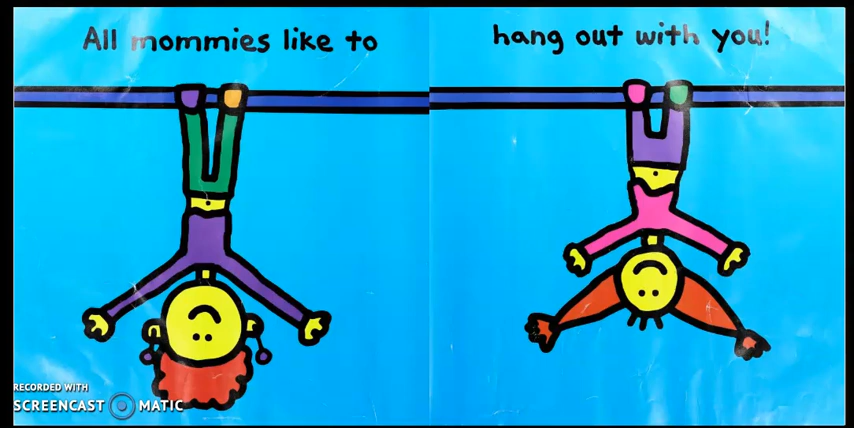 All mommies like to
hang out with you!
RECORDED WITH
SCREENCAST MATIC